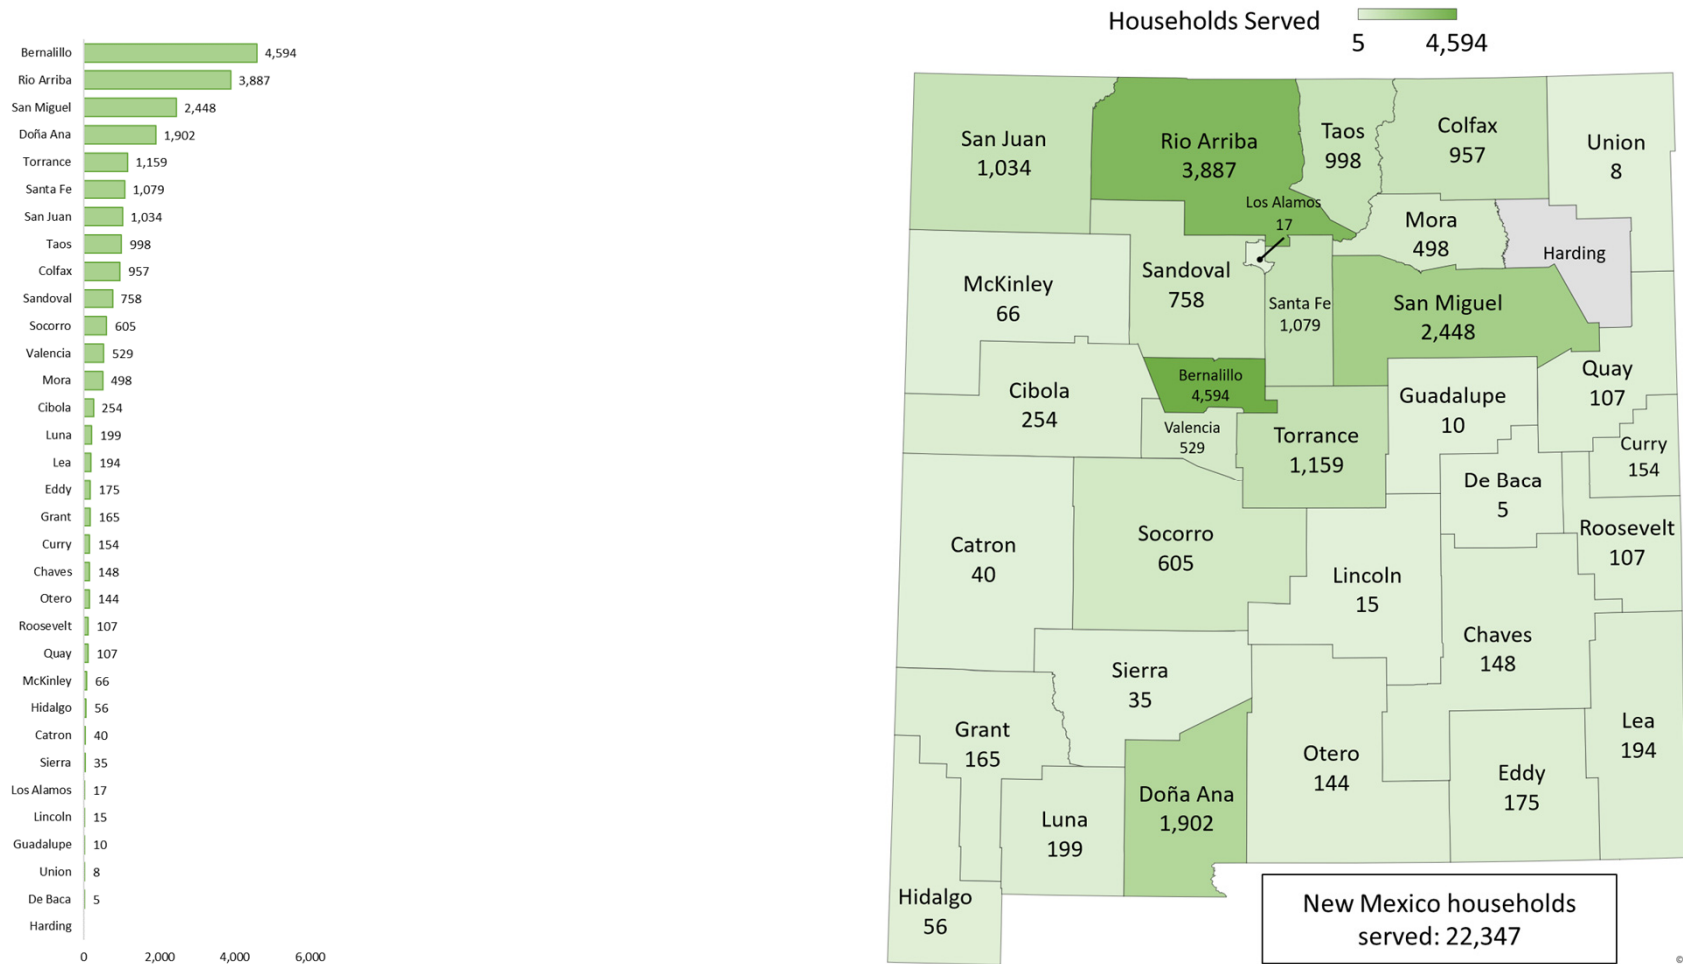 Bernalillo 4,594
Rio Arriba 3,887
San Miguel 2,448
Doña Ana 1,902
Torrance 1,159
Santa Fe 1,079
San Juan 1,034
Taos 998
Colfax 957
Sandoval 758
Socorro 605
Valencia 529
Mora 498
Cibola 254
Luna 199
Lea 194
Eddy 175
Grant 165
Curry 154
Chaves 148
Otero 144
Roosevelt 107
Quay 107
McKinley 66
Hidalgo 56
Catron 40
Sierra 35
Los Alamos 17
Lincoln 15
Guadalupe 10
Union 8
De Baca 5
Harding
0 2,000 4,000 6,000
Households Served
5 4,594
San Juan
1,034
Rio Arriba
3,887
Taos
998
Colfax
957
Union
8
Los Alamos
17
Mora
498
Harding
McKinley
66
Sandoval
758
Santa Fe
1,079
San Miguel
2,448
Cibola
254
Bernalillo
4,594
Valencia
529
Torrance
1,159
Guadalupe
10
Quay
107
Curry
154
De Baca
5
Roosevelt
107
Catron
40
Socorro
605
Lincoln
15
Chaves
148
Sierra
35
Grant
165
Otero
144
Lea
194
Eddy
175
Doña Ana
1,902
Luna
199
Hidalgo
56
New Mexico households
served: 22,347
©